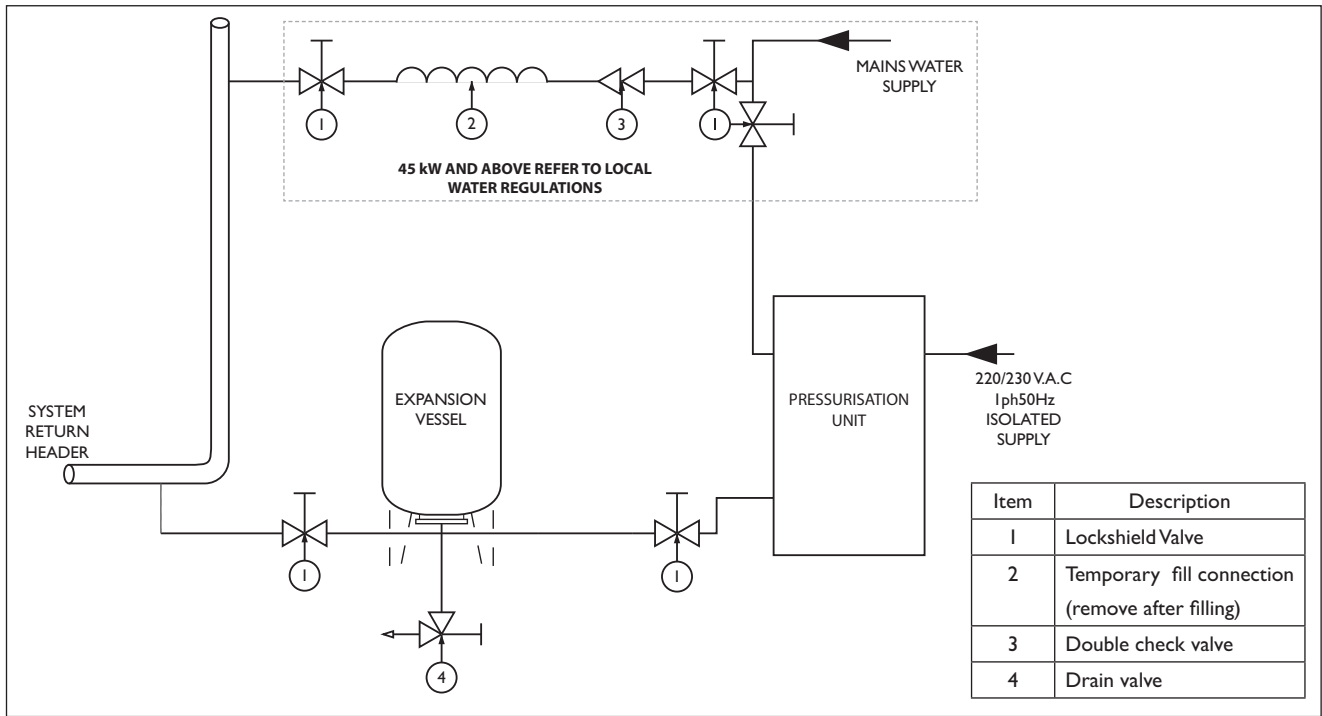 MAINS WATER
SUPPLY
1
2
3
1
45 kW AND ABOVE REFER TO LOCAL
WATER REGULATIONS
EXPANSION
VESSEL
PRESSURISATION
UNIT
220/230 V.A.C
1ph50Hz
ISOLATED
SUPPLY
SYSTEM
RETURN
HEADER
1
1
4
Item Description
1 Lockshield Valve
2 Temporary fill connection
(remove after filling)
3 Double check valve
4 Drain valve